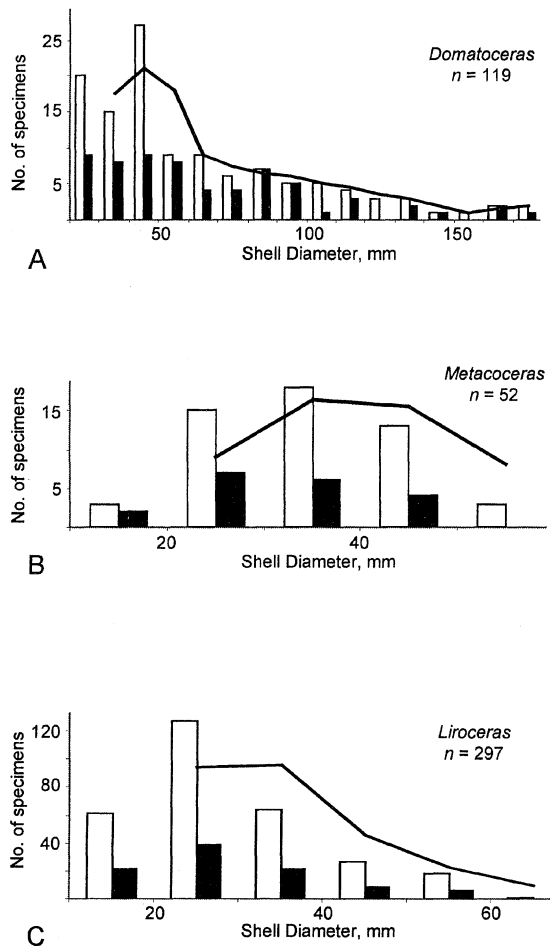 25
15
5
No. of specimens
Domatoceras
n = 119
50
100
150
A
Shell Diameter, mm
15
5
No. of specimens
Metacoceras
n = 52
20
40
B
Shell Diameter, mm
120
80
40
No. of specimens
Liroceras
n = 297
20
40
60
C
Shell Diameter, mm